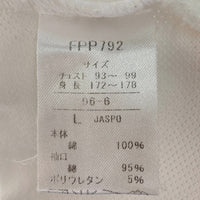 FPP792
サイズ
チェスト 93〜 99
身長 172〜178
96-6
L JASPO
本体
綿 100%
袖口
綿 95%
ポリウレタン 5%